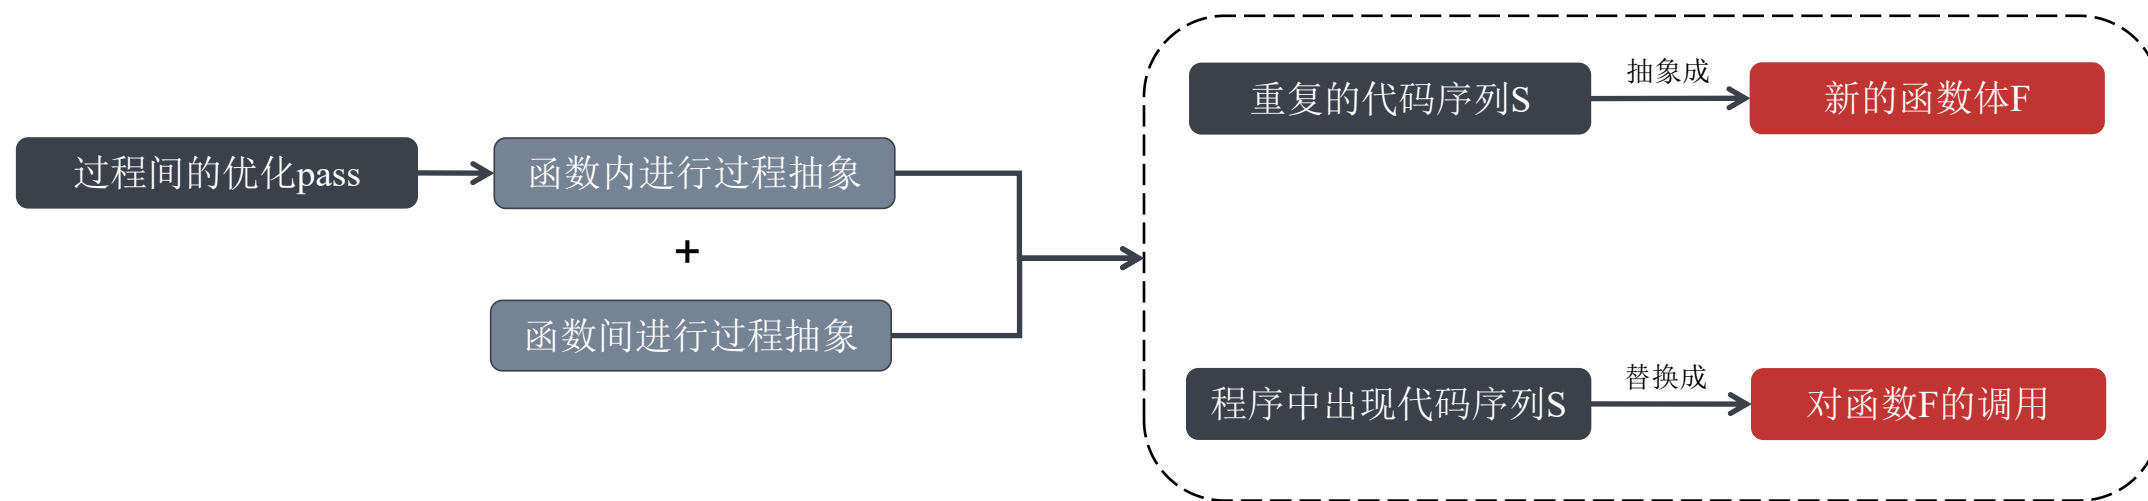 过程间的优化pass
函数内进行过程抽象
+
函数间进行过程抽象
重复的代码序列S
抽象成
新的函数体F
程序中出现代码序列S
替换成
对函数F的调用